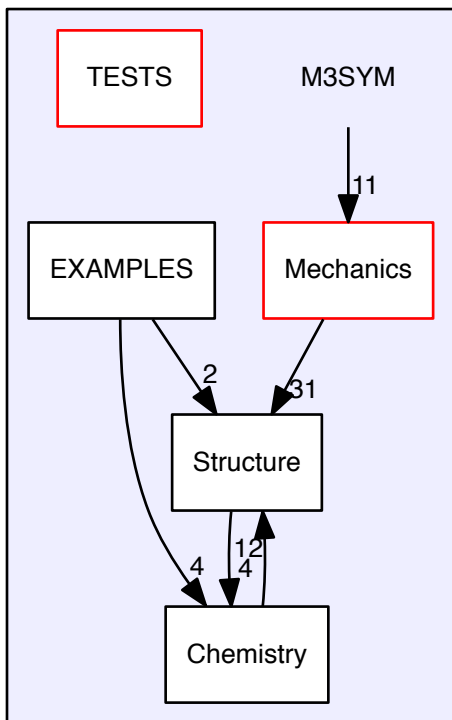 TESTS
M3SYM
11
EXAMPLES
Mechanics
2
31
Structure
12
4
4
Chemistry